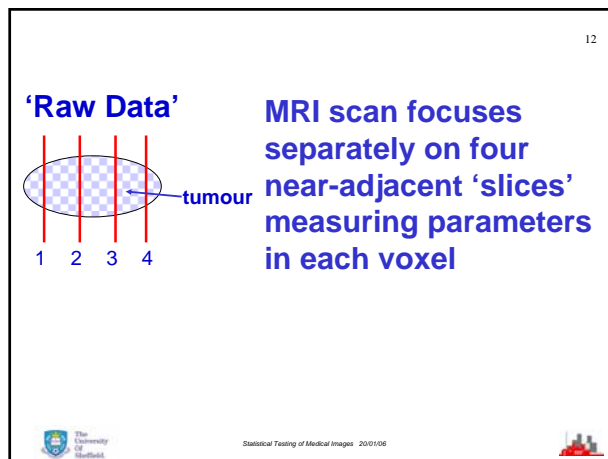 12
‘Raw Data’
tumour
1 2 3 4
MRI scan focuses
separately on four
near-adjacent ‘slices’
measuring parameters
in each voxel
The
University
Of
Sheffield.
Statistical Testing of Medical Images 20/01/06